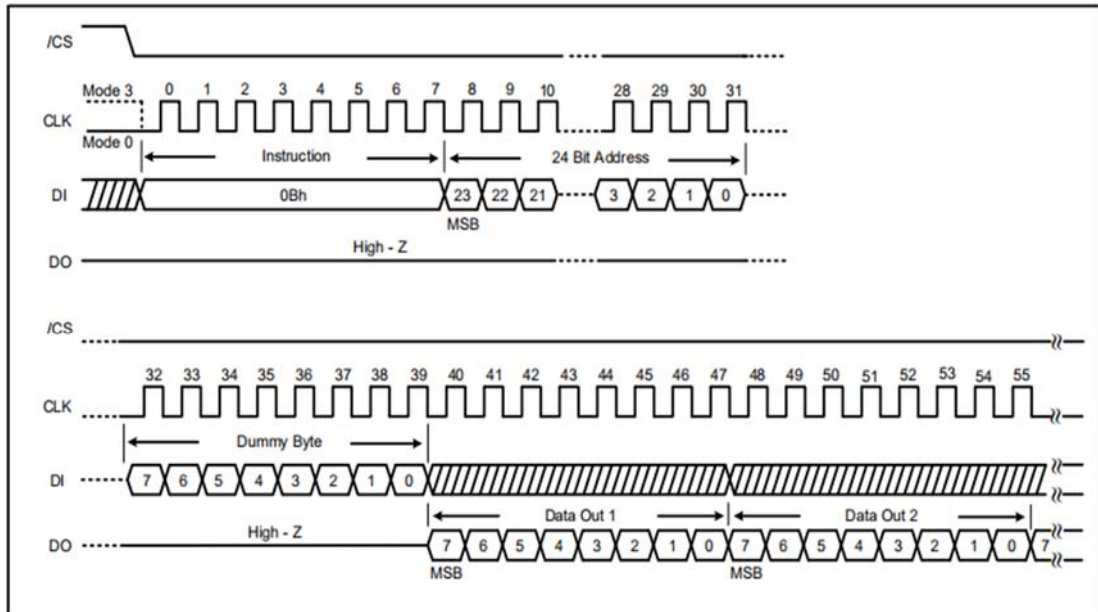 /CS
Mode 3 0 1 2 3 4 5 6 7 8 9 10 28 29 30 31
CLK
Mode 0
Instruction 24 Bit Address
DI 0Bh 23 22 21 3 2 1 0
MSB
High - Z
DO
/CS
32 33 34 35 36 37 38 39 40 41 42 43 44 45 46 47 48 49 50 51 52 53 54 55
CLK
Dummy Byte
DI 7 6 5 4 3 2 1 0
Data Out 1 Data Out 2
High - Z
DO 7 6 5 4 3 2 1 0 7 6 5 4 3 2 1 0 7
MSB MSB